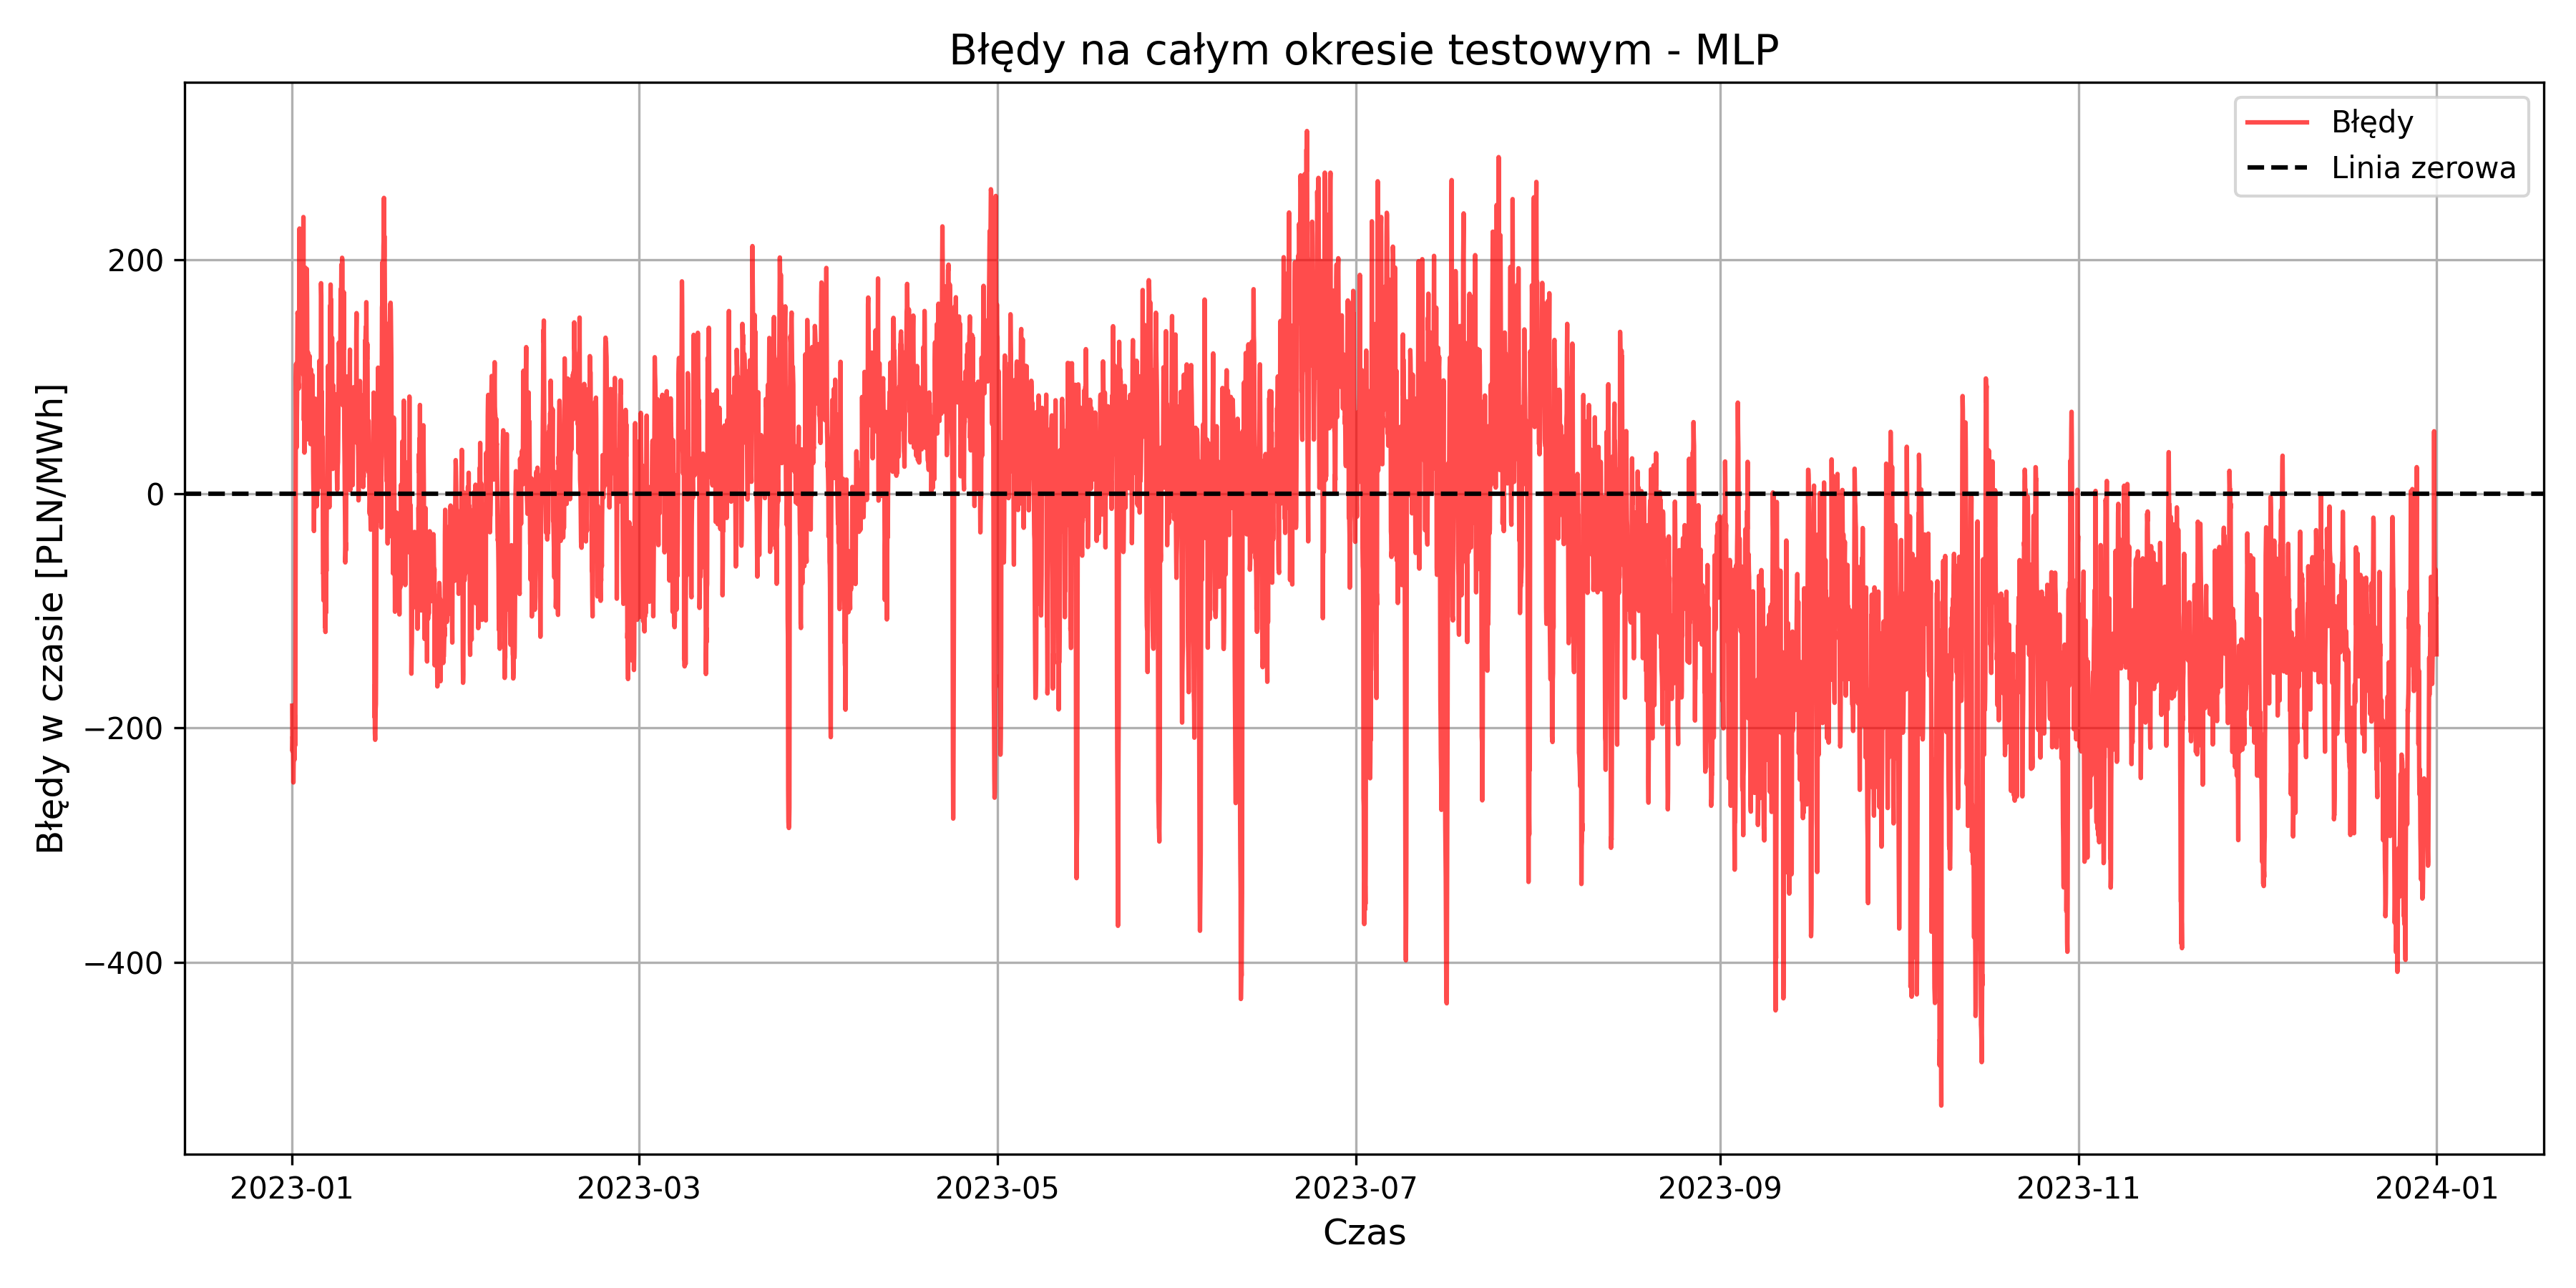 Błędy na całym okresie testowym - MLP
Błędy
Linia zerowa
Błędy w czasie [PLN/MWh]
200
0
−200
−400
2023-01
2023-03
2023-05
2023-07
2023-09
2023-11
2024-01
Czas